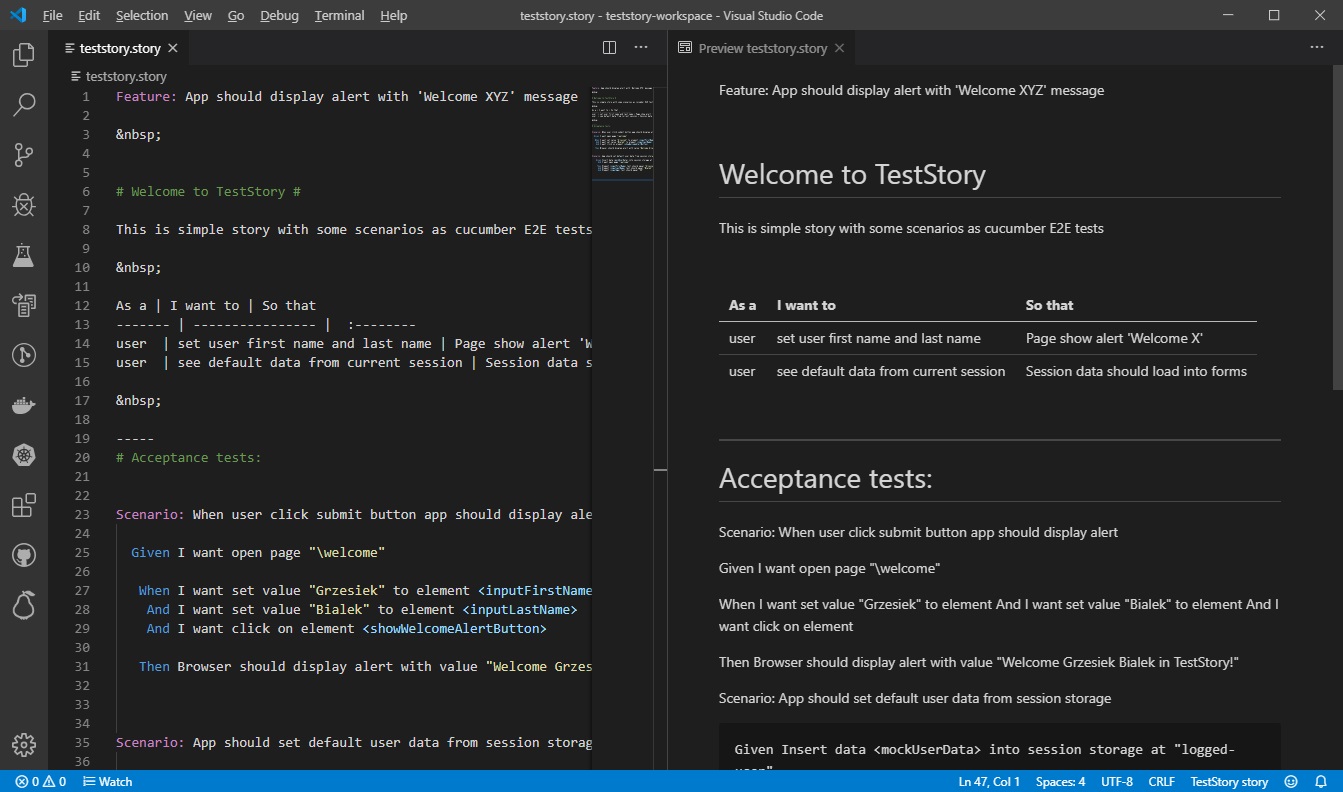 File Edit Selection View Go Debug Terminal Help
teststory.story - teststory-workspace - Visual Studio Code
teststory.story
teststory.story
1 Feature: App should display alert with 'Welcome XYZ' message
2
3 &nbsp;
4
5
6 # Welcome to TestStory #
7
8 This is simple story with some scenarios as cucumber E2E tests
9
10 &nbsp;
11
12 As a | I want to | So that
13 ------- | ---------------- | :--------
14 user | set user first name and last name | Page show alert 'W
15 user | see default data from current session | Session data s
16
17 &nbsp;
18
19 -----
20 # Acceptance tests:
21
22
23 Scenario: When user click submit button app should display ale
24
25 Given I want open page "\welcome"
26
27 When I want set value "Grzesiek" to element <inputFirstName
28 And I want set value "Bialek" to element <inputLastName>
29 And I want click on element <showWelcomeAlertButton>
30
31 Then Browser should display alert with value "Welcome Grzes
32
33
34
35 Scenario: App should set default user data from session storag
36
Preview teststory.story
Feature: App should display alert with 'Welcome XYZ' message
Welcome to TestStory
This is simple story with some scenarios as cucumber E2E tests
As a I want to So that
user set user first name and last name Page show alert 'Welcome X'
user see default data from current session Session data should load into forms
Acceptance tests:
Scenario: When user click submit button app should display alert
Given I want open page "\welcome"
When I want set value "Grzesiek" to element And I want set value "Bialek" to element And I
want click on element
Then Browser should display alert with value "Welcome Grzesiek Bialek in TestStory!"
Scenario: App should set default user data from session storage
Given Insert data <mockUserData> into session storage at "logged-
user"
0 0 Watch
Ln 47, Col 1 Spaces: 4 UTF-8 CRLF TestStory story